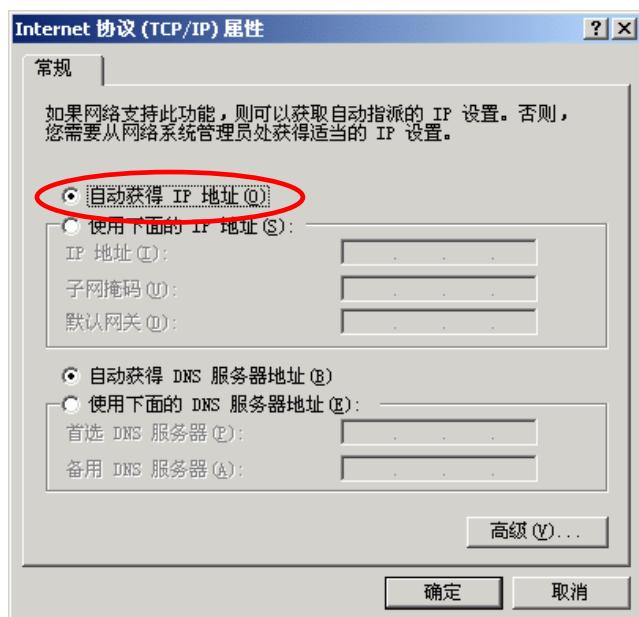 Internet 协议 (TCP/IP) 属性
常规
如果网络支持此功能，则可以获取自动指派的 IP 设置。否则，
您需要从网络系统管理员处获得适当的 IP 设置。
自动获得 IP 地址(O)
使用下面的 IP 地址(S):
IP 地址(I):
子网掩码(U):
默认网关(D):
自动获得 DNS 服务器地址(B)
使用下面的 DNS 服务器地址(E):
首选 DNS 服务器(P):
备用 DNS 服务器(A):
高级(V)...
确定 取消